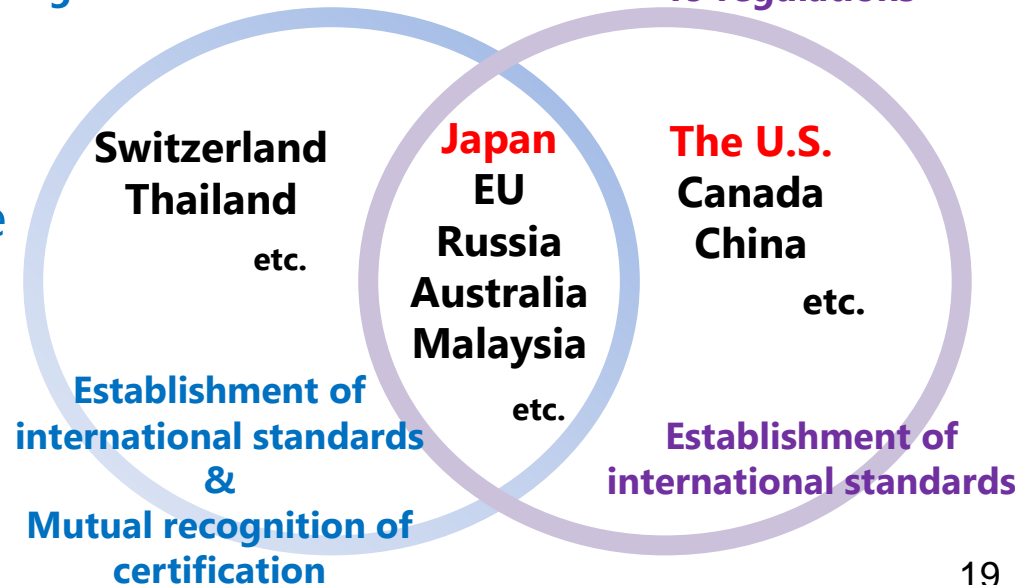 Switzerland
Thailand
etc.
Japan
EU
Russia
Australia
Malaysia
etc.
The U.S.
Canada
China
etc.
Establishment of
international standards
&
Mutual recognition of
certification
Establishment of
international standards
19